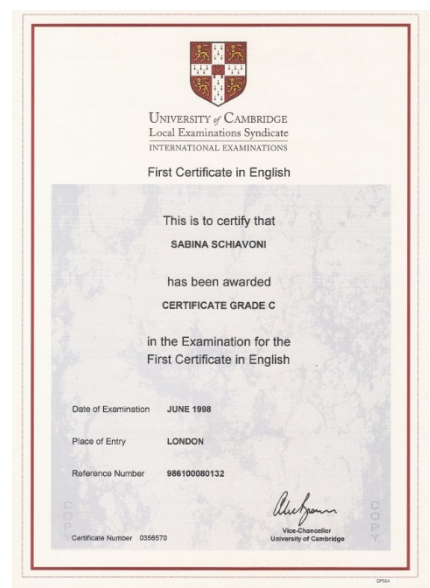 UNIVERSITY of CAMBRIDGE
Local Examinations Syndicate
INTERNATIONAL EXAMINATIONS
First Certificate in English
This is to certify that
SABINA SCHIAVONI
has been awarded
CERTIFICATE GRADE C
in the Examination for the
First Certificate in English
Date of Examination JUNE 1998
Place of Entry LONDON
Reference Number 986100080132
COPY
COPY
Vice-Chancellor
Certificate Number 0356570
University of Cambridge